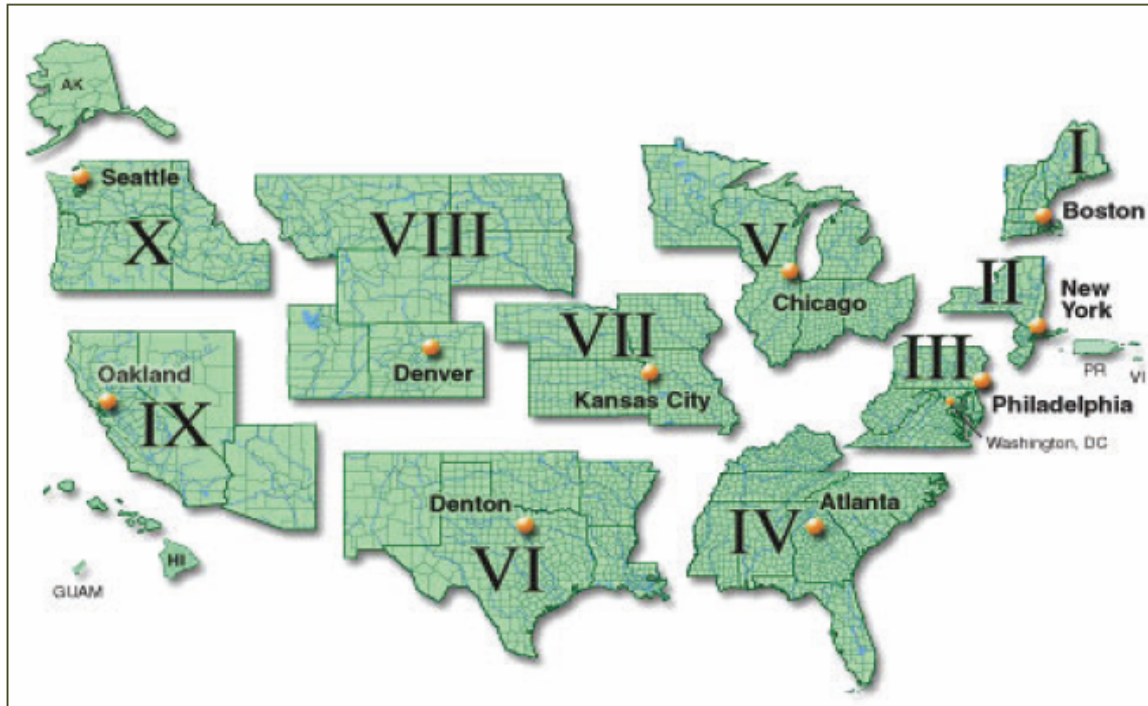 AK
Seattle
X
VIII
V
Chicago
I
Boston
II
New
York
PR
VI
III
Philadelphia
Washington, DC
Denver
VII
Kansas City
Oakland
IX
HI
GUAM
Denton
VI
Atlanta
IV